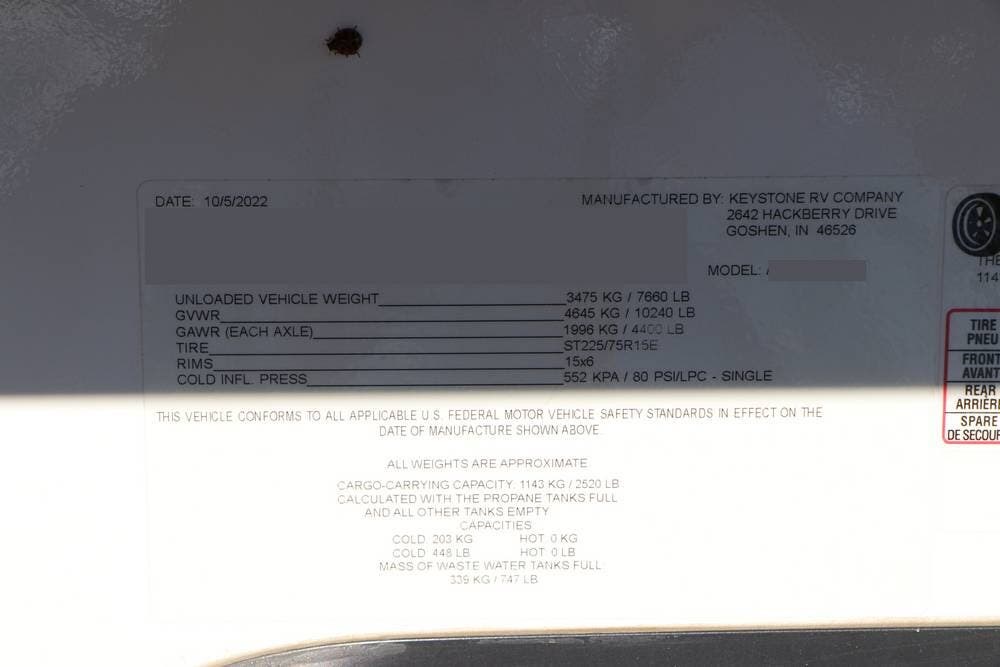 DATE: 10/5/2022
MANUFACTURED BY: KEYSTONE RV COMPANY
2642 HACKBERRY DRIVE
GOSHEN, IN 46526
MODEL:
UNLOADED VEHICLE WEIGHT 3475 KG / 7660 LB
GVWR 4645 KG / 10240 LB
GAWR (EACH AXLE) 1996 KG / 4400 LB
TIRE ST225/75R15E
RIMS 15x6
COLD INFL. PRESS 552 KPA / 80 PSI/LPC - SINGLE
THIS VEHICLE CONFORMS TO ALL APPLICABLE U.S. FEDERAL MOTOR VEHICLE SAFETY STANDARDS IN EFFECT ON THE
DATE OF MANUFACTURE SHOWN ABOVE.
ALL WEIGHTS ARE APPROXIMATE
CARGO-CARRYING CAPACITY: 1143 KG / 2520 LB
CALCULATED WITH THE PROPANE TANKS FULL
AND ALL OTHER TANKS EMPTY
CAPACITIES
COLD: 203 KG HOT: 0 KG
COLD: 448 LB HOT: 0 LB
MASS OF WASTE WATER TANKS FULL:
339 KG / 747 LB
THE
114
TIRE
PNEU
FRONT
AVANT
REAR
ARRIÈRE
SPARE
DE SECOUR